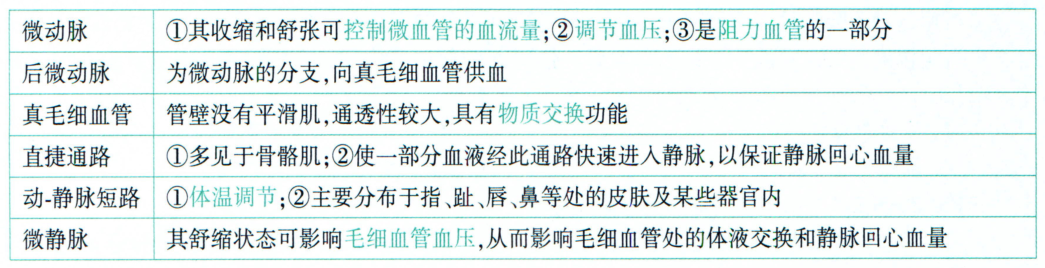 微动脉 ①其收缩和舒张可控制微血管的血流量;②调节血压;③是阻力血管的一部分
后微动脉 为微动脉的分支,向真毛细血管供血
真毛细血管 管壁没有平滑肌,通透性较大,具有物质交换功能
直捷通路 ①多见于骨骼肌;②使一部分血液经此通路快速进入静脉,以保证静脉回心血量
动-静脉短路 ①体温调节;②主要分布于指、趾、唇、鼻等处的皮肤及某些器官内
微静脉 其舒缩状态可影响毛细血管血压,从而影响毛细血管处的体液交换和静脉回心血量